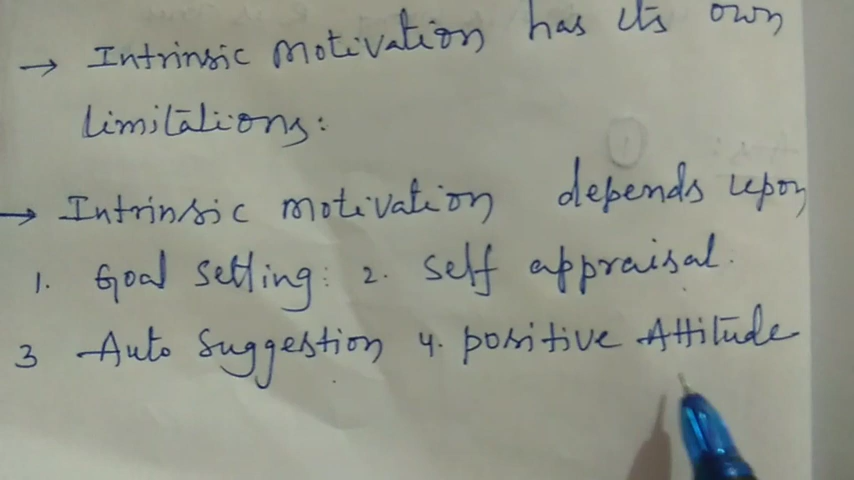 → Intrinsic motivation has its own
limitations:
→ Intrinsic motivation depends upon
1. Goal setting: 2. Self appraisal.
3 Auto suggestion 4. positive Attitude